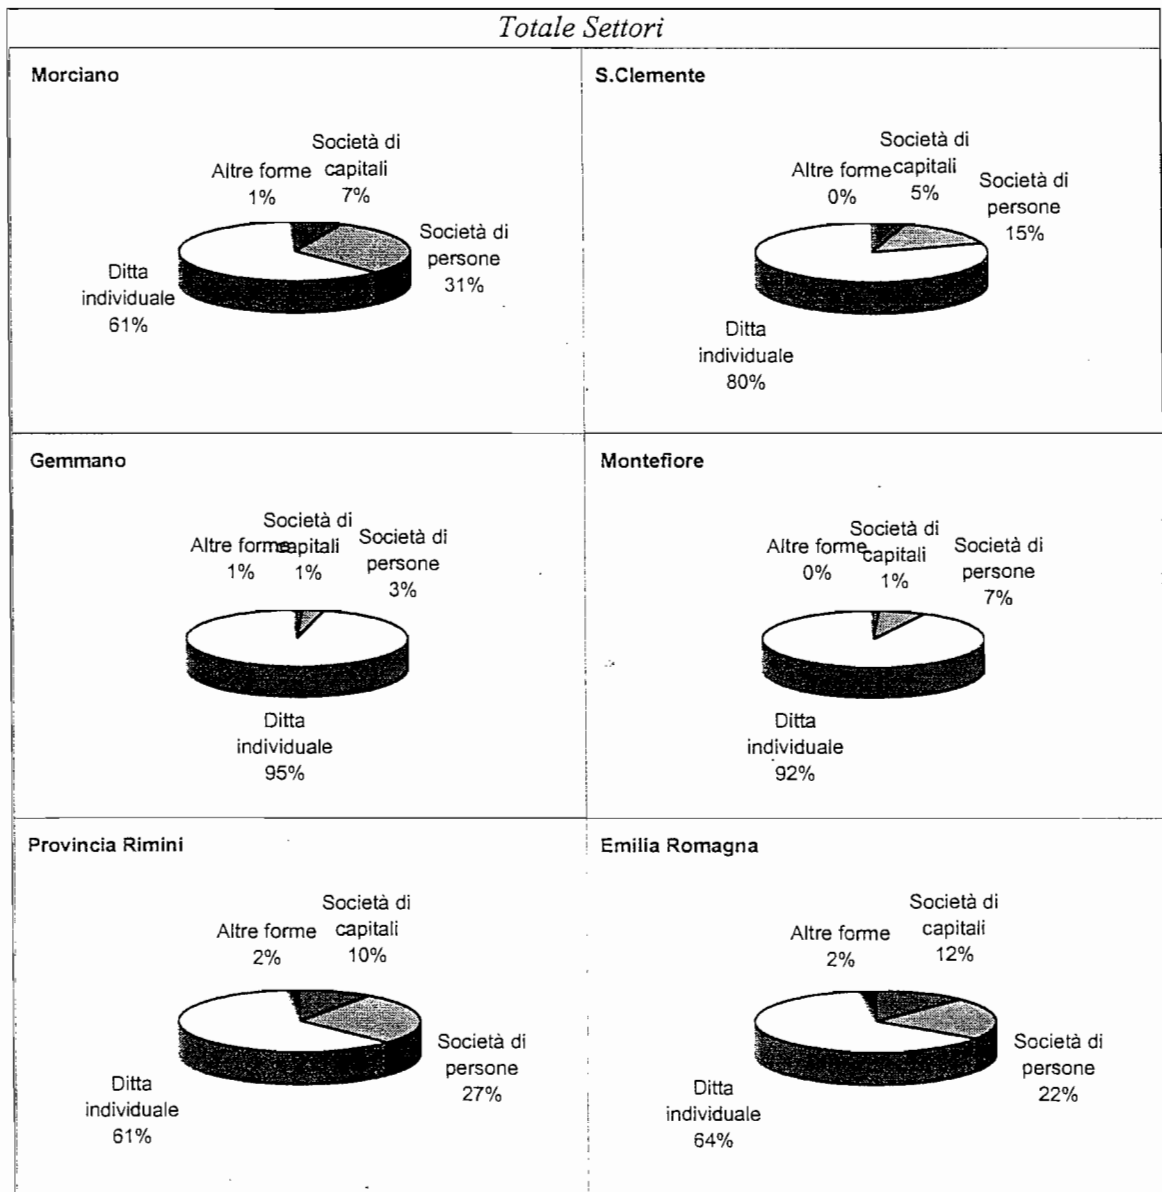 Totale Settori
Morciano
Società di
capitali
7%
Altre forme
1%
Società di
persone
31%
Ditta
individuale
61%
S.Clemente
Società di
capitali
5%
Altre forme
0%
Società di
persone
15%
Ditta
individuale
80%
Gemmano
Società di
capitali
1%
Altre forme
1%
Società di
persone
3%
Ditta
individuale
95%
Montefiore
Società di
capitali
1%
Altre forme
0%
Società di
persone
7%
Ditta
individuale
92%
Provincia Rimini
Società di
capitali
10%
Altre forme
2%
Società di
persone
27%
Ditta
individuale
61%
Emilia Romagna
Società di
capitali
12%
Altre forme
2%
Società di
persone
22%
Ditta
individuale
64%